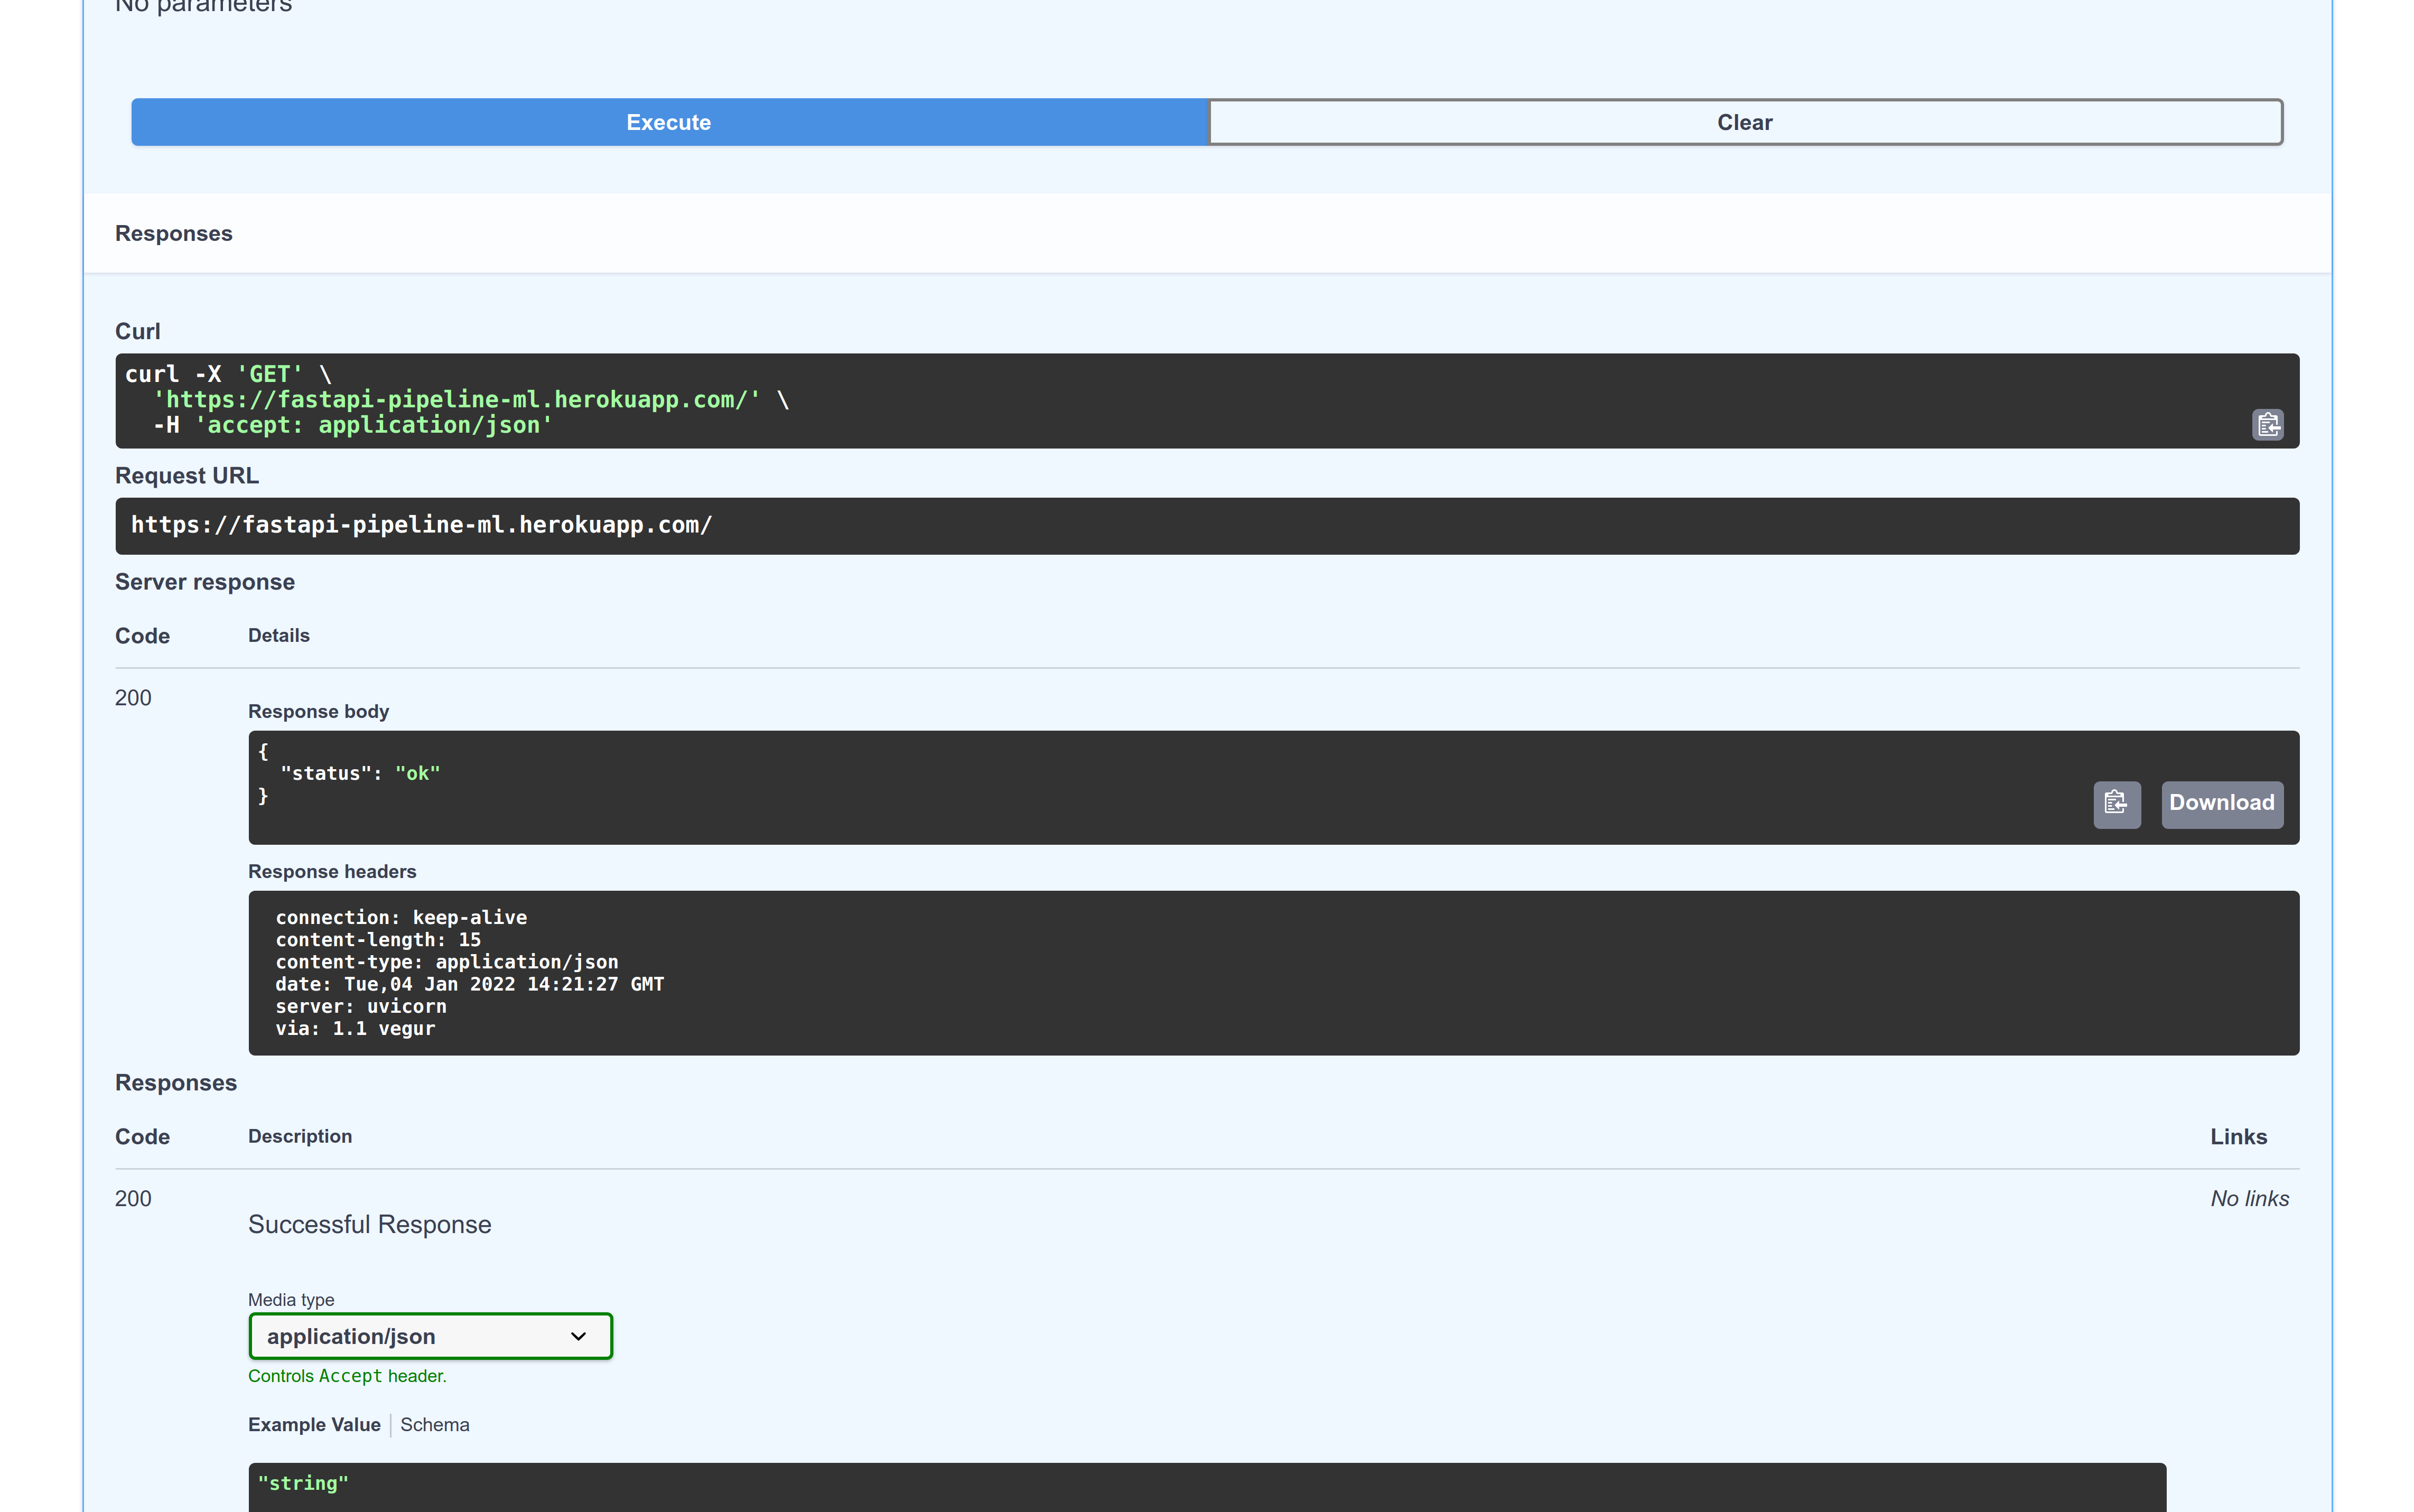 No parameters
Execute
Clear
Responses
Curl
curl -X 'GET' \
  'https://fastapi-pipeline-ml.herokuapp.com/' \
  -H 'accept: application/json'
Request URL
https://fastapi-pipeline-ml.herokuapp.com/
Server response
Code Details
200
Response body
{
  "status": "ok"
}
Download
Response headers
connection: keep-alive
content-length: 15
content-type: application/json
date: Tue,04 Jan 2022 14:21:27 GMT
server: uvicorn
via: 1.1 vegur
Responses
Code Description Links
200 No links
Successful Response
Media type
application/json
Controls Accept header.
Example Value Schema
"string"